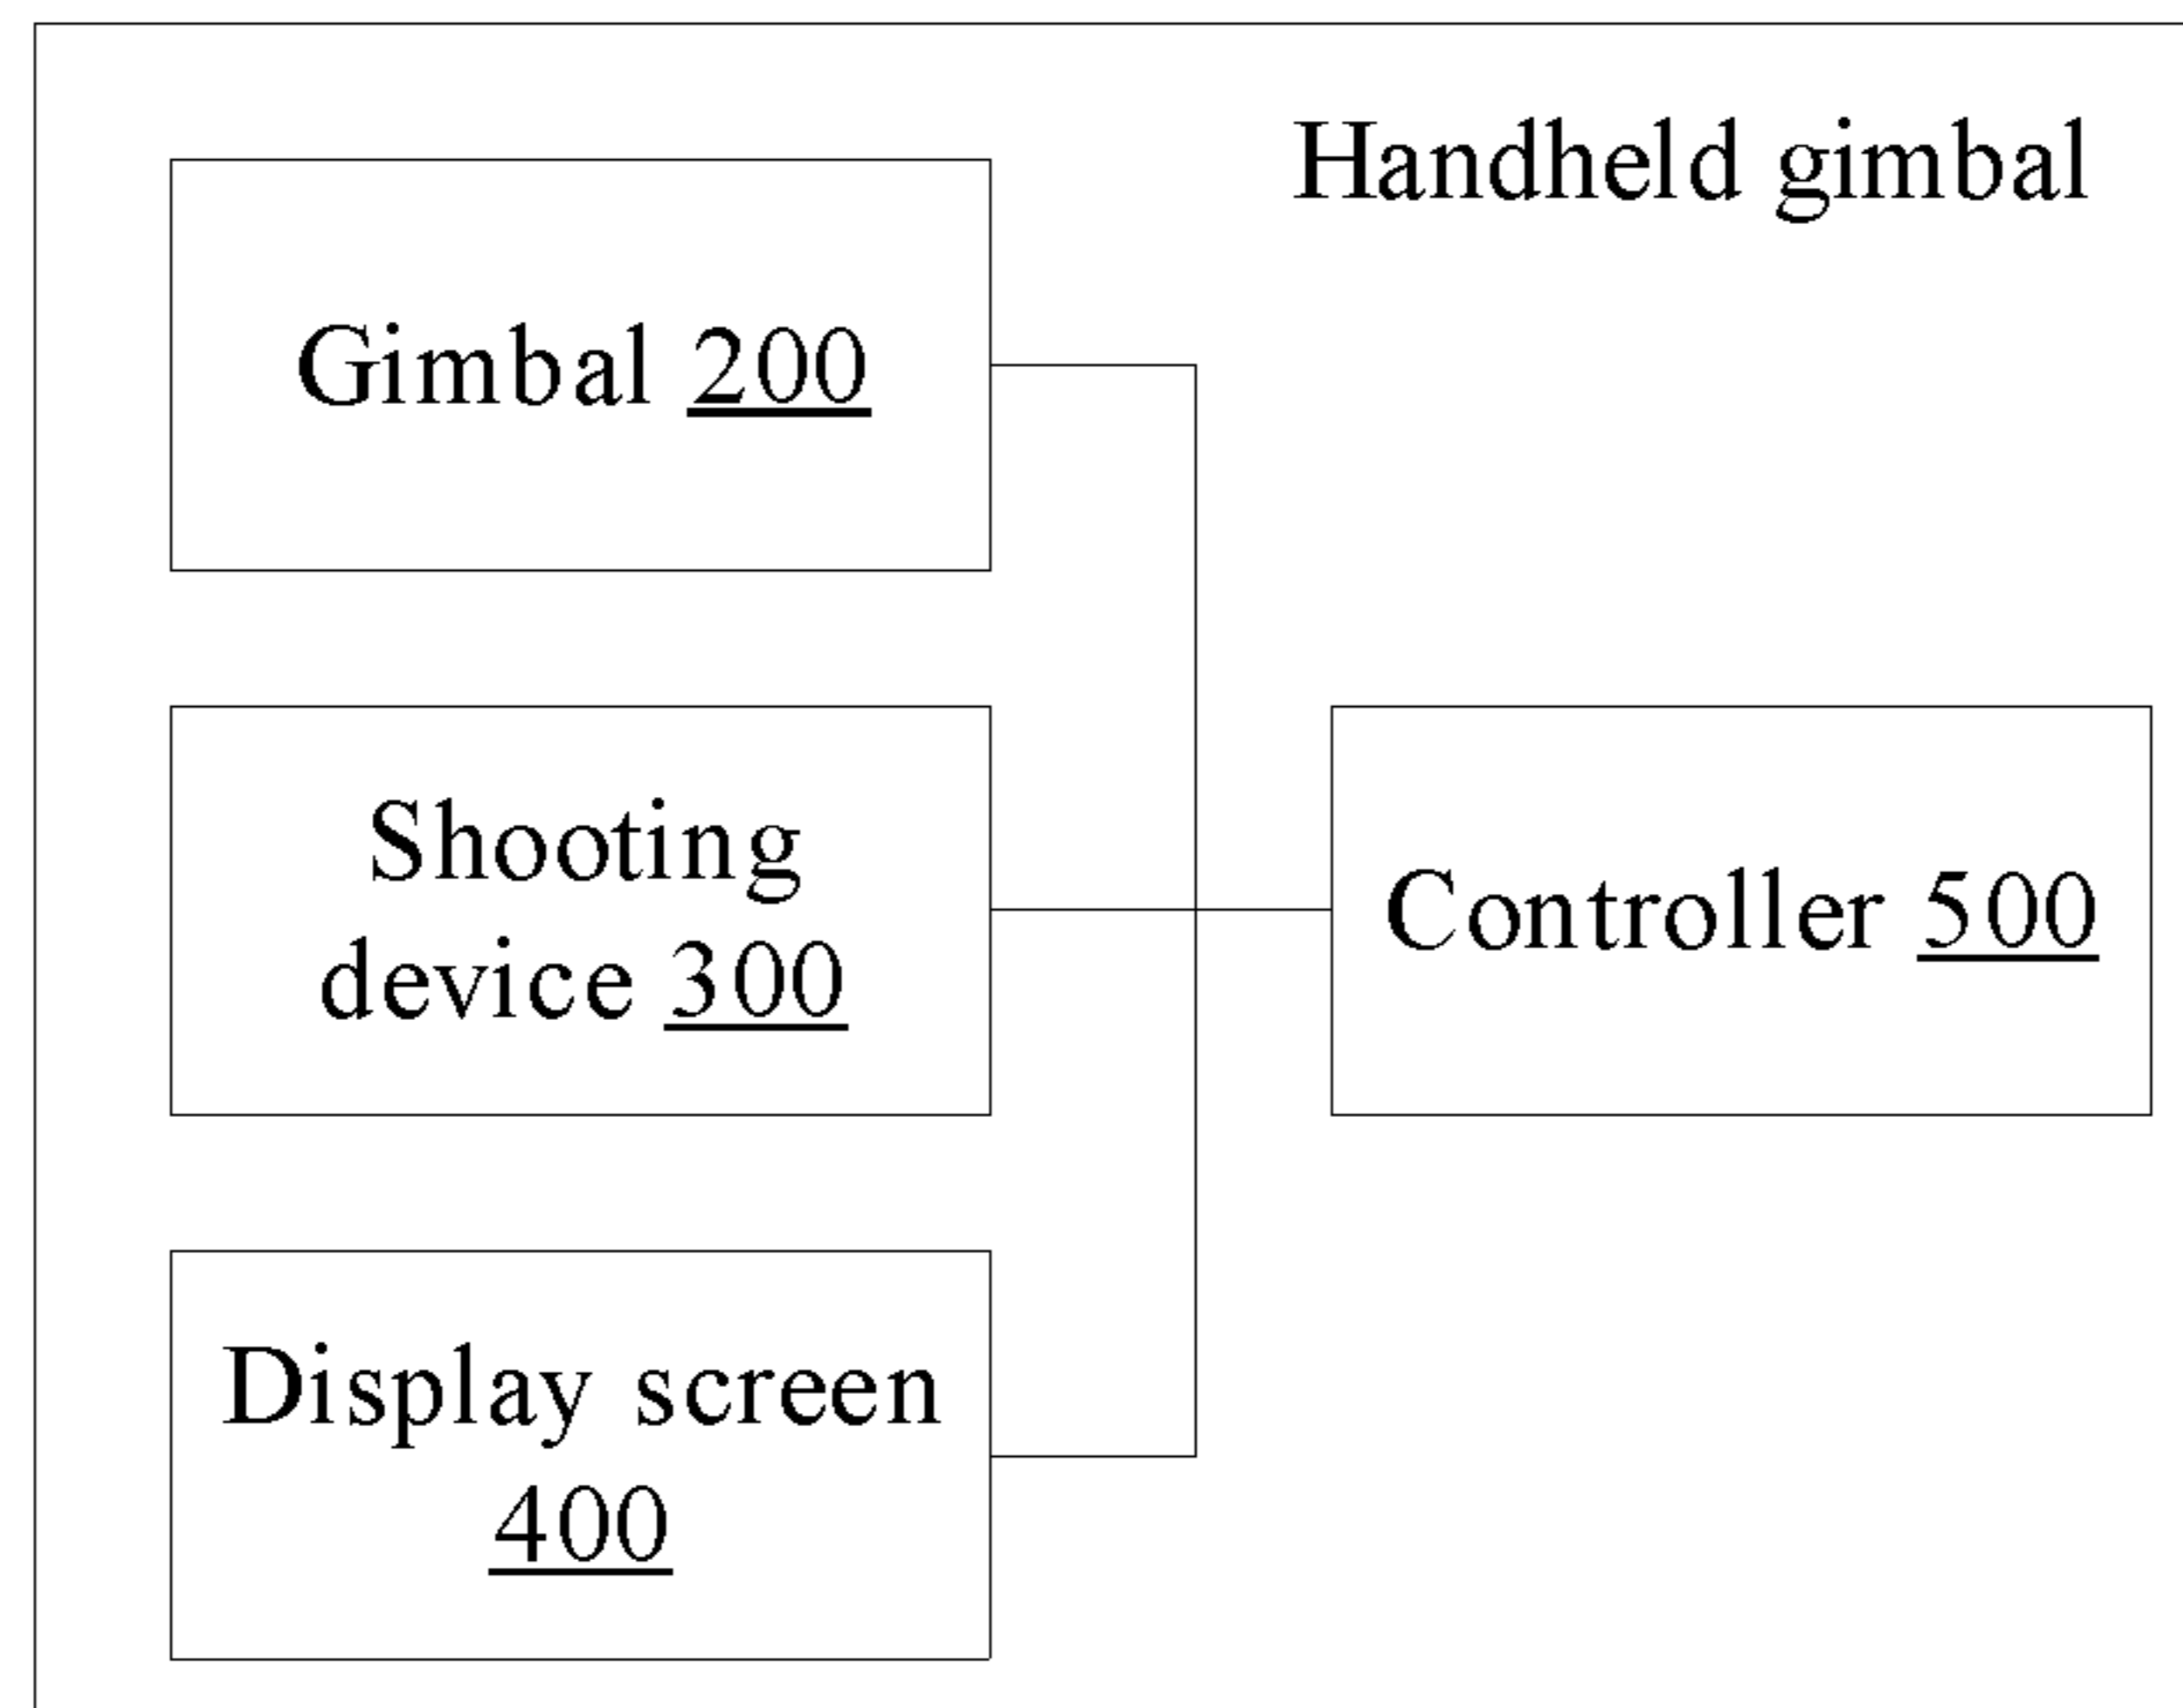 Handheld gimbal
Gimbal 200
Shooting
device 300
Controller 500
Display screen
400